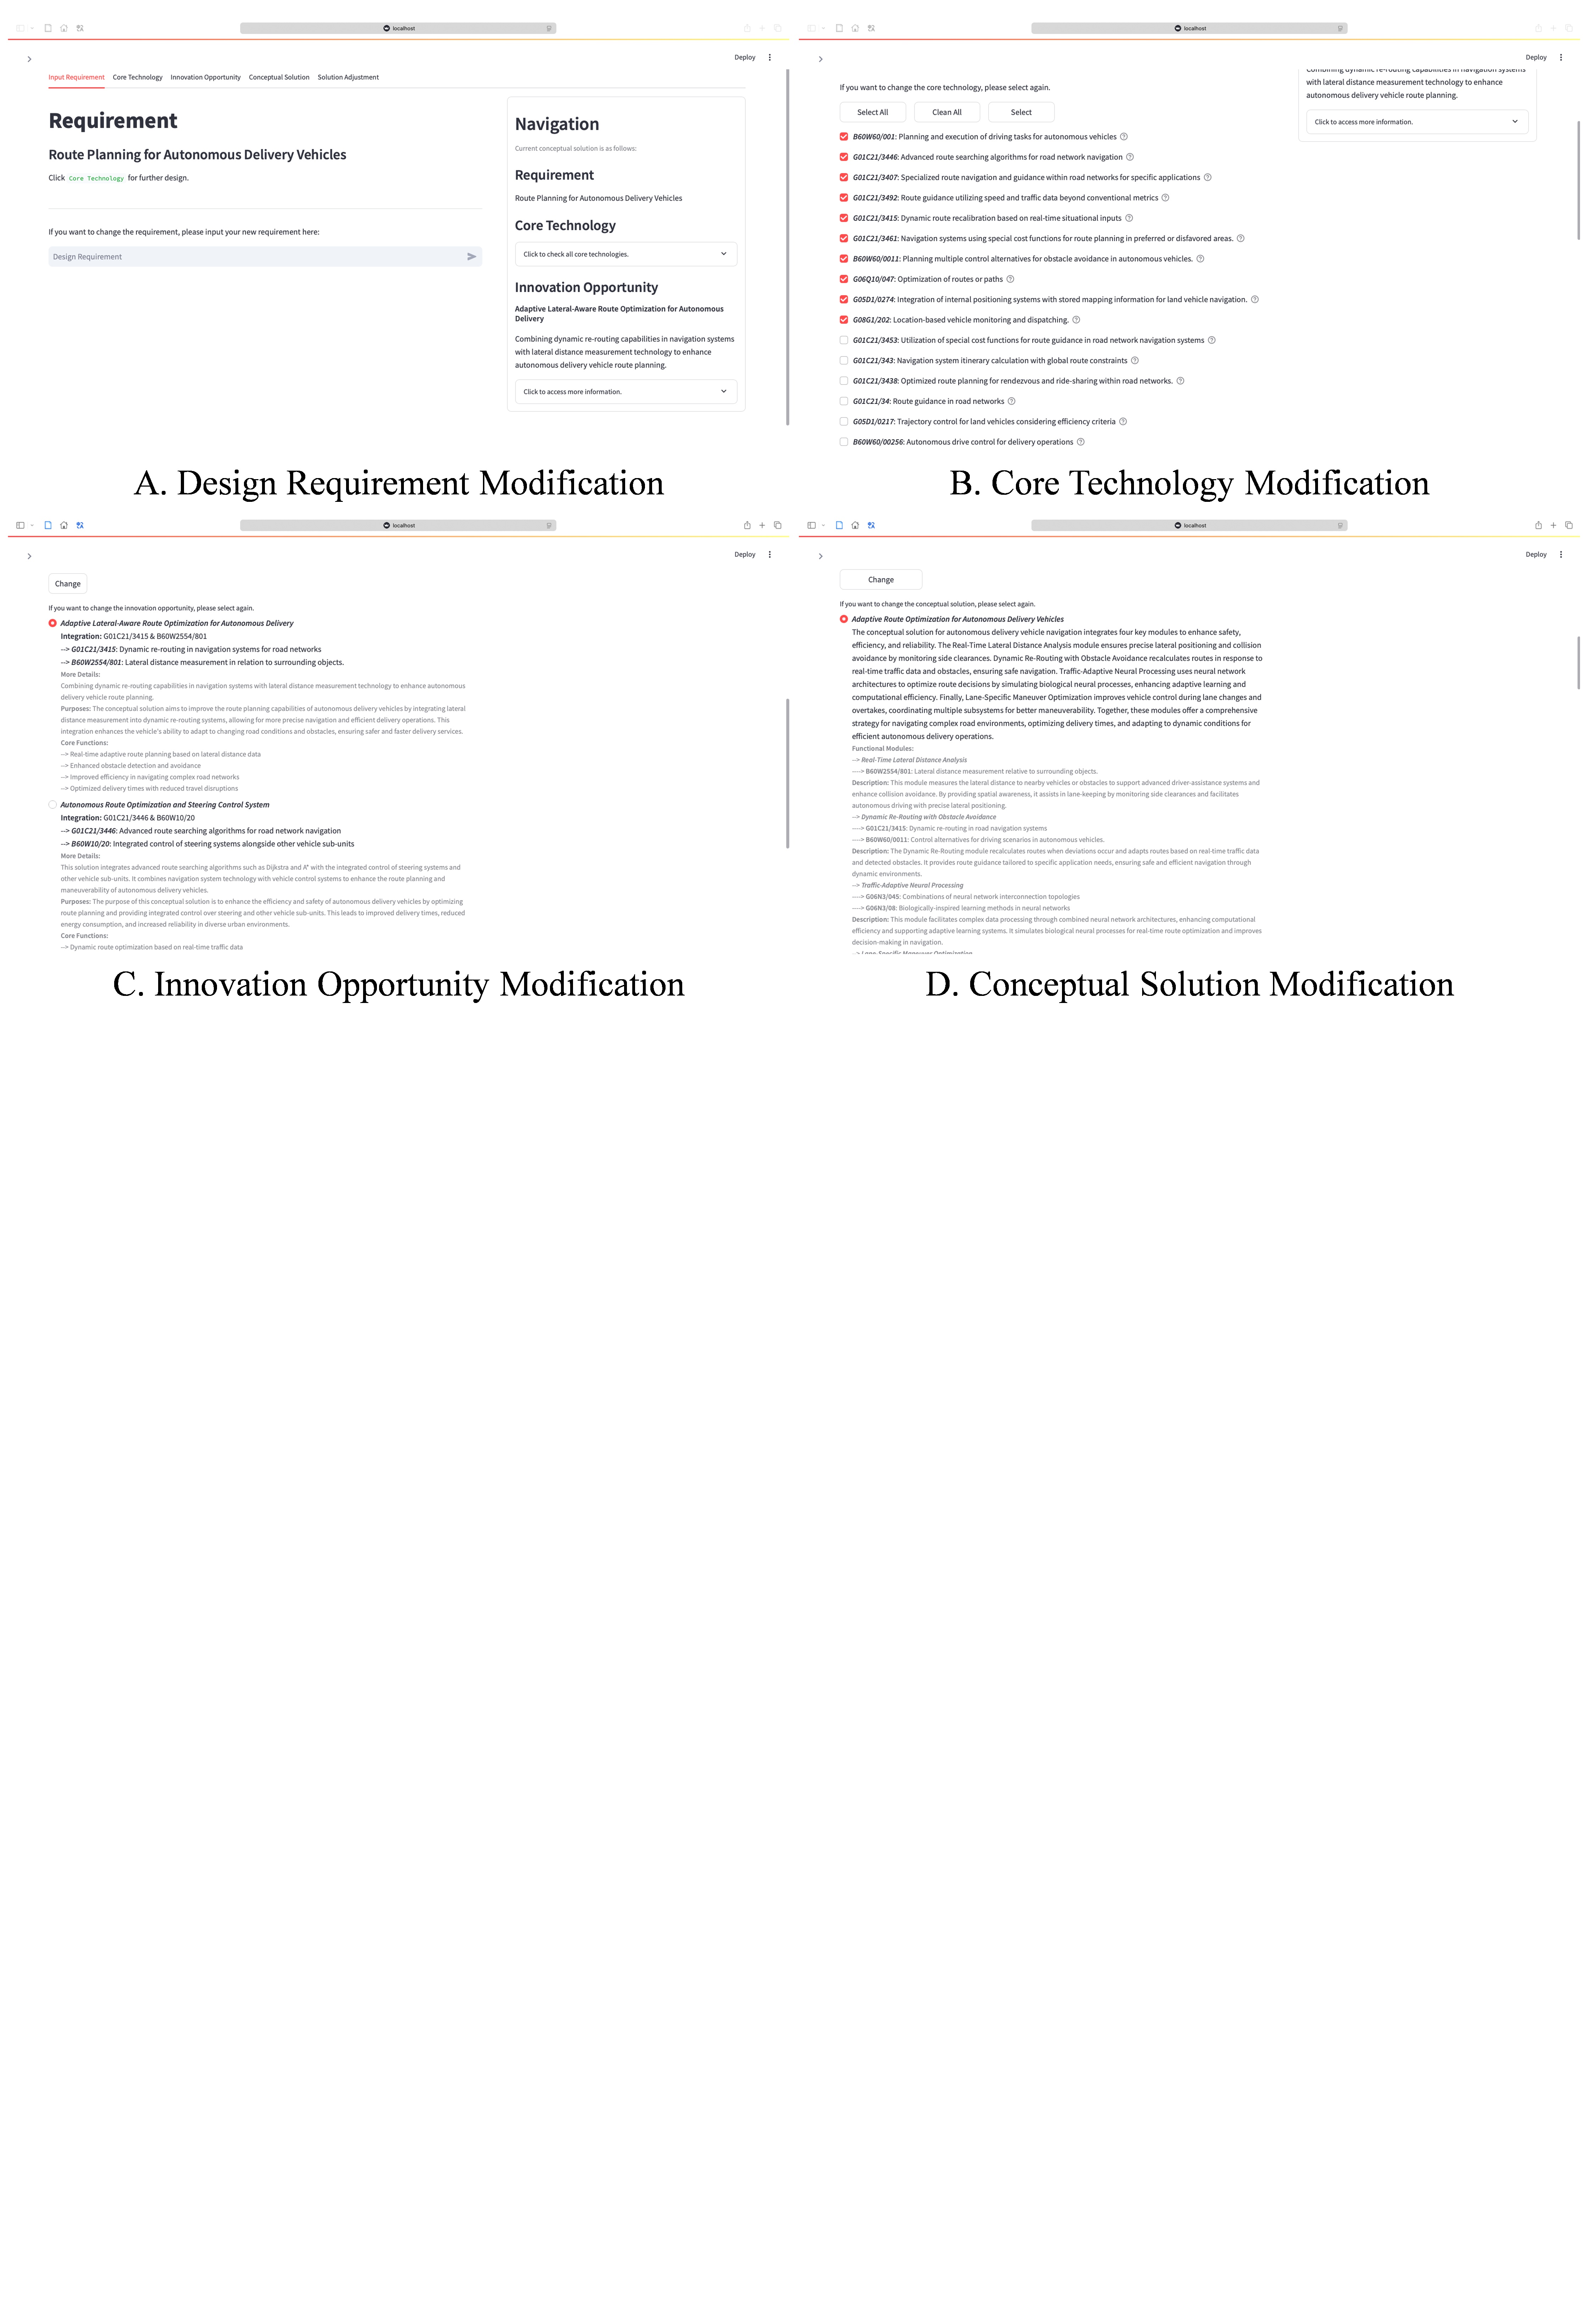 localhost
Deploy
Input Requirement Core Technology Innovation Opportunity Conceptual Solution Solution Adjustment
Requirement
Route Planning for Autonomous Delivery Vehicles
Click Core Technology for further design.
If you want to change the requirement, please input your new requirement here:
Design Requirement
Navigation
Current conceptual solution is as follows:
Requirement
Route Planning for Autonomous Delivery Vehicles
Core Technology
Click to check all core technologies.
Innovation Opportunity
Adaptive Lateral-Aware Route Optimization for Autonomous
Delivery
Combining dynamic re-routing capabilities in navigation systems
with lateral distance measurement technology to enhance
autonomous delivery vehicle route planning.
Click to access more information.
A. Design Requirement Modification
localhost
Deploy
If you want to change the core technology, please select again.
Select All Clean All Select
B60W60/001: Planning and execution of driving tasks for autonomous vehicles
G01C21/3446: Advanced route searching algorithms for road network navigation
G01C21/3407: Specialized route navigation and guidance within road networks for specific applications
G01C21/3492: Route guidance utilizing speed and traffic data beyond conventional metrics
G01C21/3415: Dynamic route recalibration based on real-time situational inputs
G01C21/3461: Navigation systems using special cost functions for route planning in preferred or disfavored areas.
B60W60/0011: Planning multiple control alternatives for obstacle avoidance in autonomous vehicles.
G06Q10/047: Optimization of routes or paths
G05D1/0274: Integration of internal positioning systems with stored mapping information for land vehicle navigation.
G08G1/202: Location-based vehicle monitoring and dispatching.
G01C21/3453: Utilization of special cost functions for route guidance in road network navigation systems
G01C21/343: Navigation system itinerary calculation with global route constraints
G01C21/3438: Optimized route planning for rendezvous and ride-sharing within road networks.
G01C21/34: Route guidance in road networks
G05D1/0217: Trajectory control for land vehicles considering efficiency criteria
B60W60/00256: Autonomous drive control for delivery operations
Combining dynamic re-routing capabilities in navigation systems
with lateral distance measurement technology to enhance
autonomous delivery vehicle route planning.
Click to access more information.
B. Core Technology Modification
localhost
Deploy
Change
If you want to change the innovation opportunity, please select again.
Adaptive Lateral-Aware Route Optimization for Autonomous Delivery
Integration: G01C21/3415 & B60W2554/801
--> G01C21/3415: Dynamic re-routing in navigation systems for road networks
--> B60W2554/801: Lateral distance measurement in relation to surrounding objects.
More Details:
Combining dynamic re-routing capabilities in navigation systems with lateral distance measurement technology to enhance autonomous
delivery vehicle route planning.
Purposes: The conceptual solution aims to improve the route planning capabilities of autonomous delivery vehicles by integrating lateral
distance measurement into dynamic re-routing systems, allowing for more precise navigation and efficient delivery operations. This
integration enhances the vehicle's ability to adapt to changing road conditions and obstacles, ensuring safer and faster delivery services.
Core Functions:
--> Real-time adaptive route planning based on lateral distance data
--> Enhanced obstacle detection and avoidance
--> Improved efficiency in navigating complex road networks
--> Optimized delivery times with reduced travel disruptions
Autonomous Route Optimization and Steering Control System
Integration: G01C21/3446 & B60W10/20
--> G01C21/3446: Advanced route searching algorithms for road network navigation
--> B60W10/20: Integrated control of steering systems alongside other vehicle sub-units
More Details:
This solution integrates advanced route searching algorithms such as Dijkstra and A* with the integrated control of steering systems and
other vehicle sub-units. It combines navigation system technology with vehicle control systems to enhance the route planning and
maneuverability of autonomous delivery vehicles.
Purposes: The purpose of this conceptual solution is to enhance the efficiency and safety of autonomous delivery vehicles by optimizing
route planning and providing integrated control over steering and other vehicle sub-units. This leads to improved delivery times, reduced
energy consumption, and increased reliability in diverse urban environments.
Core Functions:
--> Dynamic route optimization based on real-time traffic data
C. Innovation Opportunity Modification
localhost
Deploy
Change
If you want to change the conceptual solution, please select again.
Adaptive Route Optimization for Autonomous Delivery Vehicles
The conceptual solution for autonomous delivery vehicle navigation integrates four key modules to enhance safety,
efficiency, and reliability. The Real-Time Lateral Distance Analysis module ensures precise lateral positioning and collision
avoidance by monitoring side clearances. Dynamic Re-Routing with Obstacle Avoidance recalculates routes in response to
real-time traffic data and obstacles, ensuring safe navigation. Traffic-Adaptive Neural Processing uses neural network
architectures to optimize route decisions by simulating biological neural processes, enhancing adaptive learning and
computational efficiency. Finally, Lane-Specific Maneuver Optimization improves vehicle control during lane changes and
overtakes, coordinating multiple subsystems for better maneuverability. Together, these modules offer a comprehensive
strategy for navigating complex road environments, optimizing delivery times, and adapting to dynamic conditions for
efficient autonomous delivery operations.
Functional Modules:
--> Real-Time Lateral Distance Analysis
----> B60W2554/801: Lateral distance measurement relative to surrounding objects.
Description: This module measures the lateral distance to nearby vehicles or obstacles to support advanced driver-assistance systems and
enhance collision avoidance. By providing spatial awareness, it assists in lane-keeping by monitoring side clearances and facilitates
autonomous driving with precise lateral positioning.
--> Dynamic Re-Routing with Obstacle Avoidance
----> G01C21/3415: Dynamic re-routing in road navigation systems
----> B60W60/0011: Control alternatives for driving scenarios in autonomous vehicles.
Description: The Dynamic Re-Routing module recalculates routes when deviations occur and adapts routes based on real-time traffic data
and detected obstacles. It provides route guidance tailored to specific application needs, ensuring safe and efficient navigation through
dynamic environments.
--> Traffic-Adaptive Neural Processing
----> G06N3/045: Combinations of neural network interconnection topologies
----> G06N3/08: Biologically-inspired learning methods in neural networks
Description: This module facilitates complex data processing through combined neural network architectures, enhancing computational
efficiency and supporting adaptive learning systems. It simulates biological neural processes for real-time route optimization and improves
decision-making in navigation.
--> Lane-Specific Maneuver Optimization
D. Conceptual Solution Modification